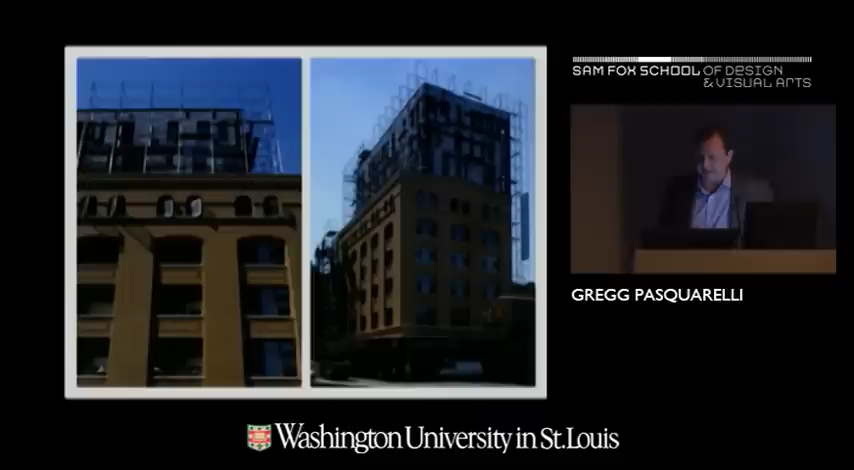 SAM FOX SCHOOL OF DESIGN
& VISUAL ARTS
GREGG PASQUARELLI
Washington University in St. Louis